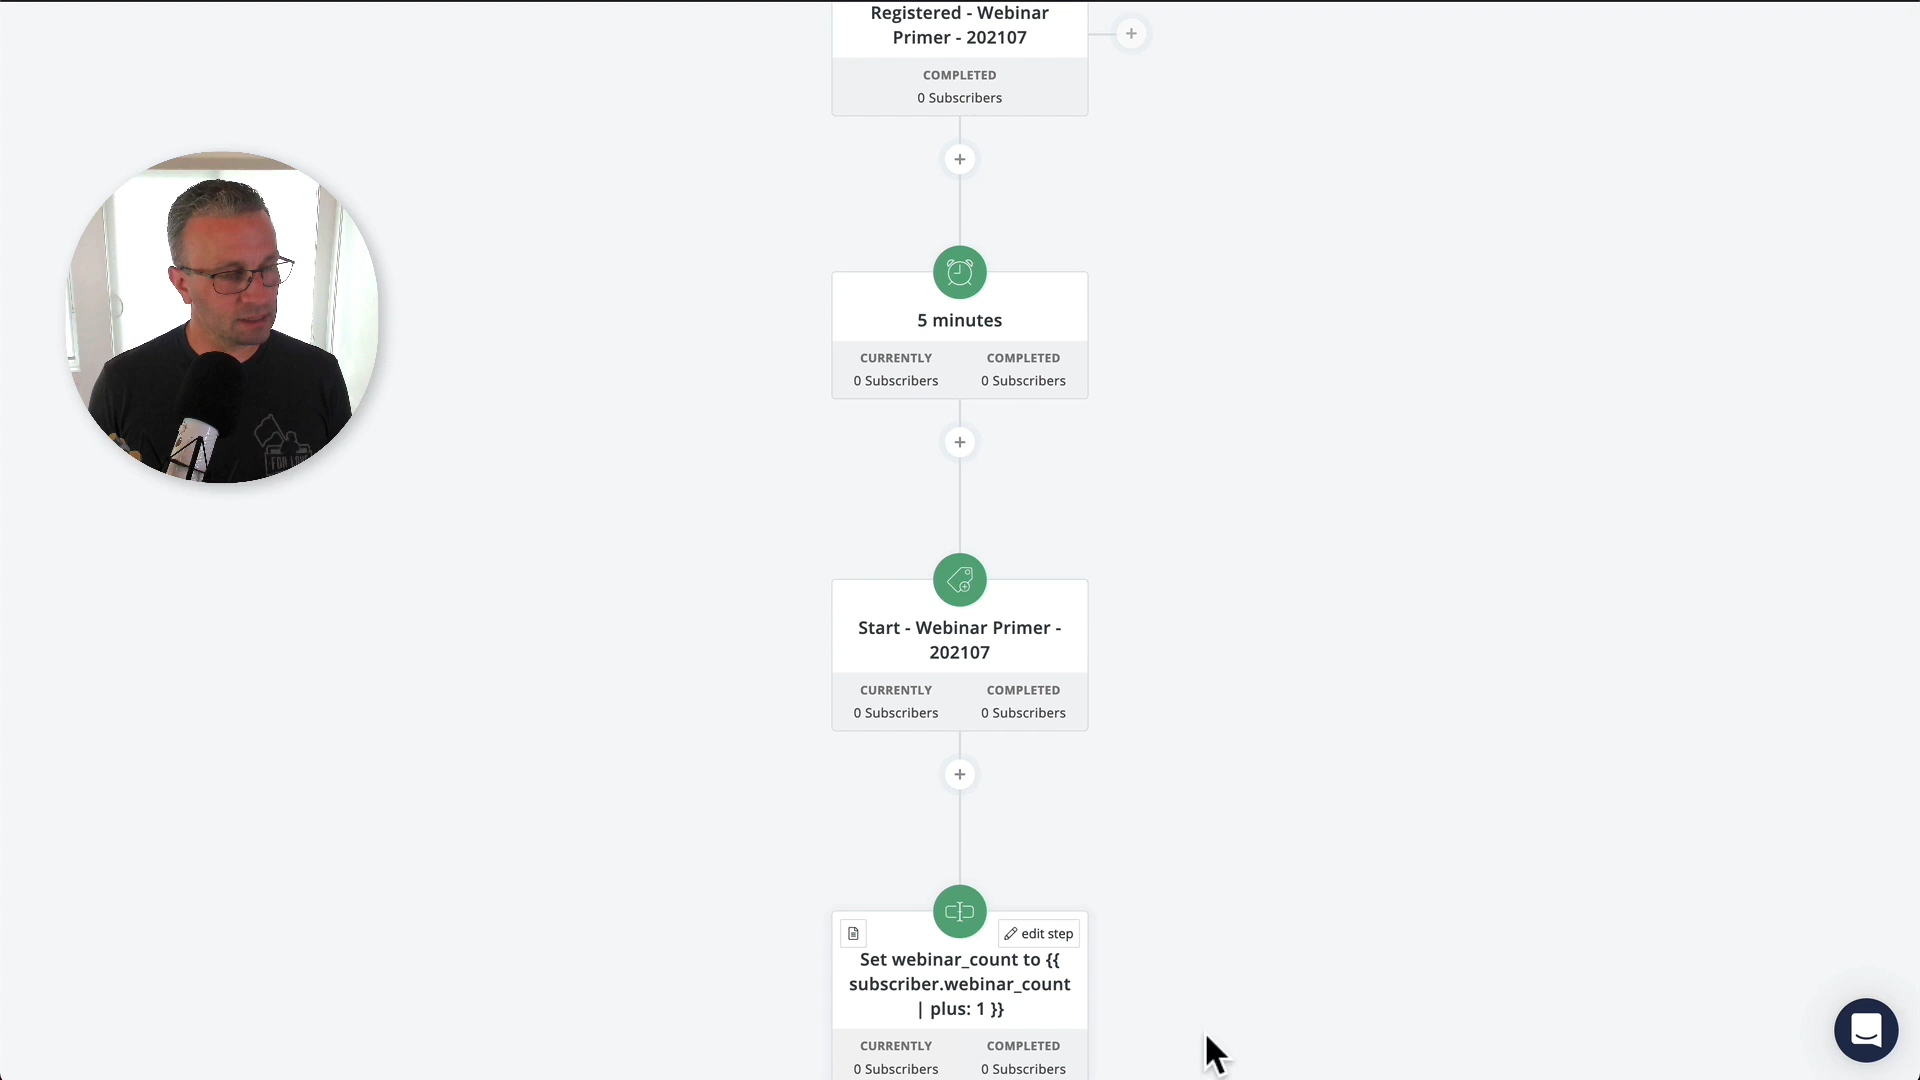 Registered - Webinar
Primer - 202107
COMPLETED
0 Subscribers
5 minutes
CURRENTLY COMPLETED
0 Subscribers 0 Subscribers
Start - Webinar Primer -
202107
CURRENTLY COMPLETED
0 Subscribers 0 Subscribers
edit step
Set webinar_count to {{
subscriber.webinar_count
| plus: 1 }}
CURRENTLY COMPLETED
0 Subscribers 0 Subscribers